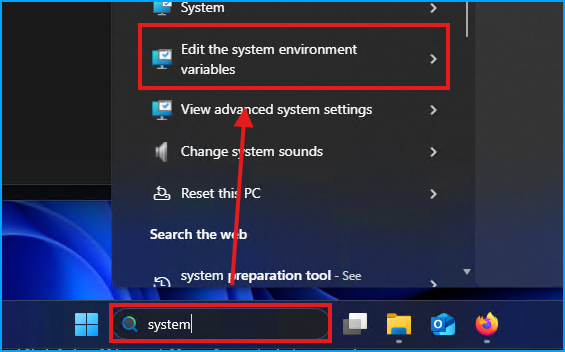 System
Edit the system environment
variables
View advanced system settings
Change system sounds
Reset this PC
Search the web
system preparation tool - See
system